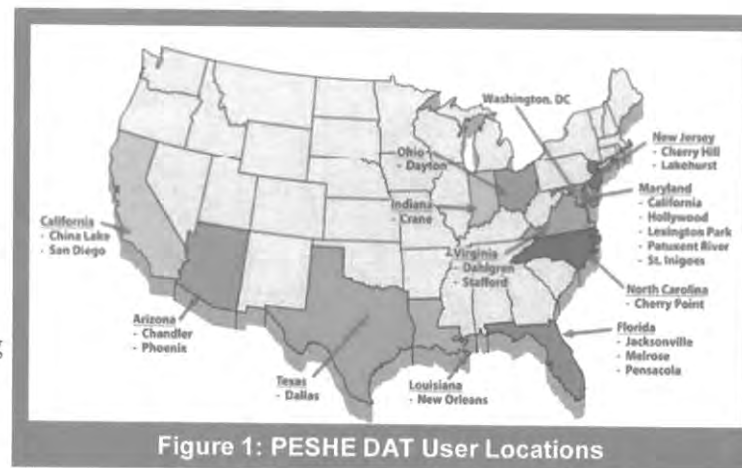 Washington, DC
New Jersey
- Cherry Hill
- Lakehurst
Ohio
- Dayton
Maryland
- California
- Hollywood
- Lexington Park
- Patuxent River
- St. Inigoes
Indiana
- Crane
California
- China Lake
- San Diego
Virginia
- Dahlgren
- Stafford
North Carolina
- Cherry Point
Arizona
- Chandler
- Phoenix
Florida
- Jacksonville
- Melrose
- Pensacola
Texas
- Dallas
Louisiana
- New Orleans
g
Figure 1: PESHE DAT User Locations